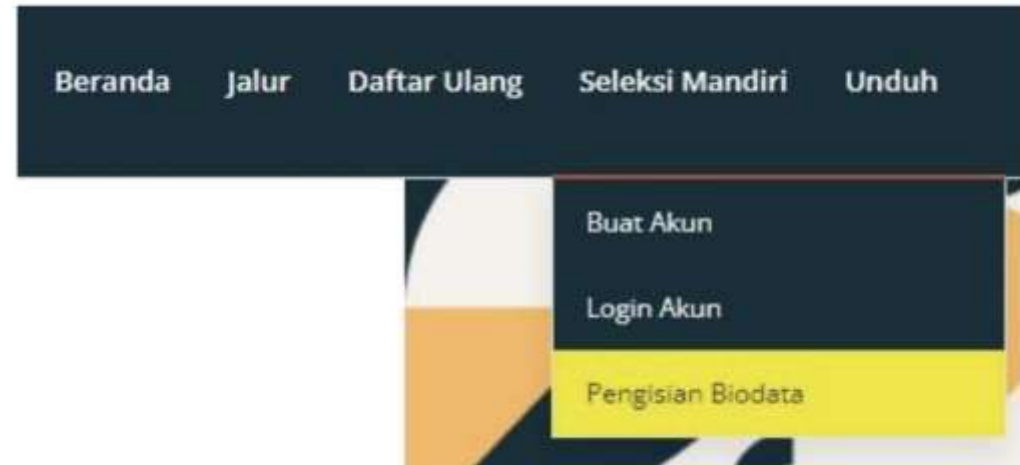 Beranda Jalur Daftar Ulang Seleksi Mandiri Unduh
Buat Akun
Login Akun
Pengisian Biodata